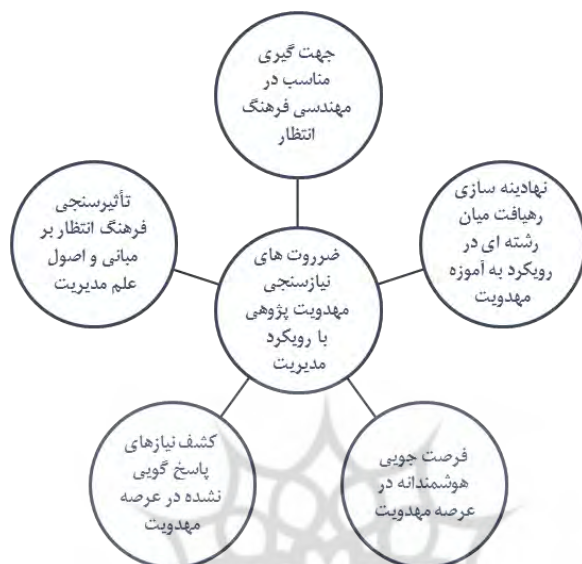 جهت گیری
مناسب در
مهندسی فرهنگ
انتظار
نهادینه سازی
رهیافت میان
رشته ای در
رویکرد به آموزه
مهدویت
تأثیرسنجی
فرهنگ انتظار بر
مبانی و اصول
علم مدیریت
ضرورت های
نیازسنجی
مهدویت پژوهی
با رویکرد
مدیریت
فرصت جویی
هوشمندانه در
عرصه مهدویت
کشف نیازهای
پاسخ گویی
نشده در عرصه
مهدویت